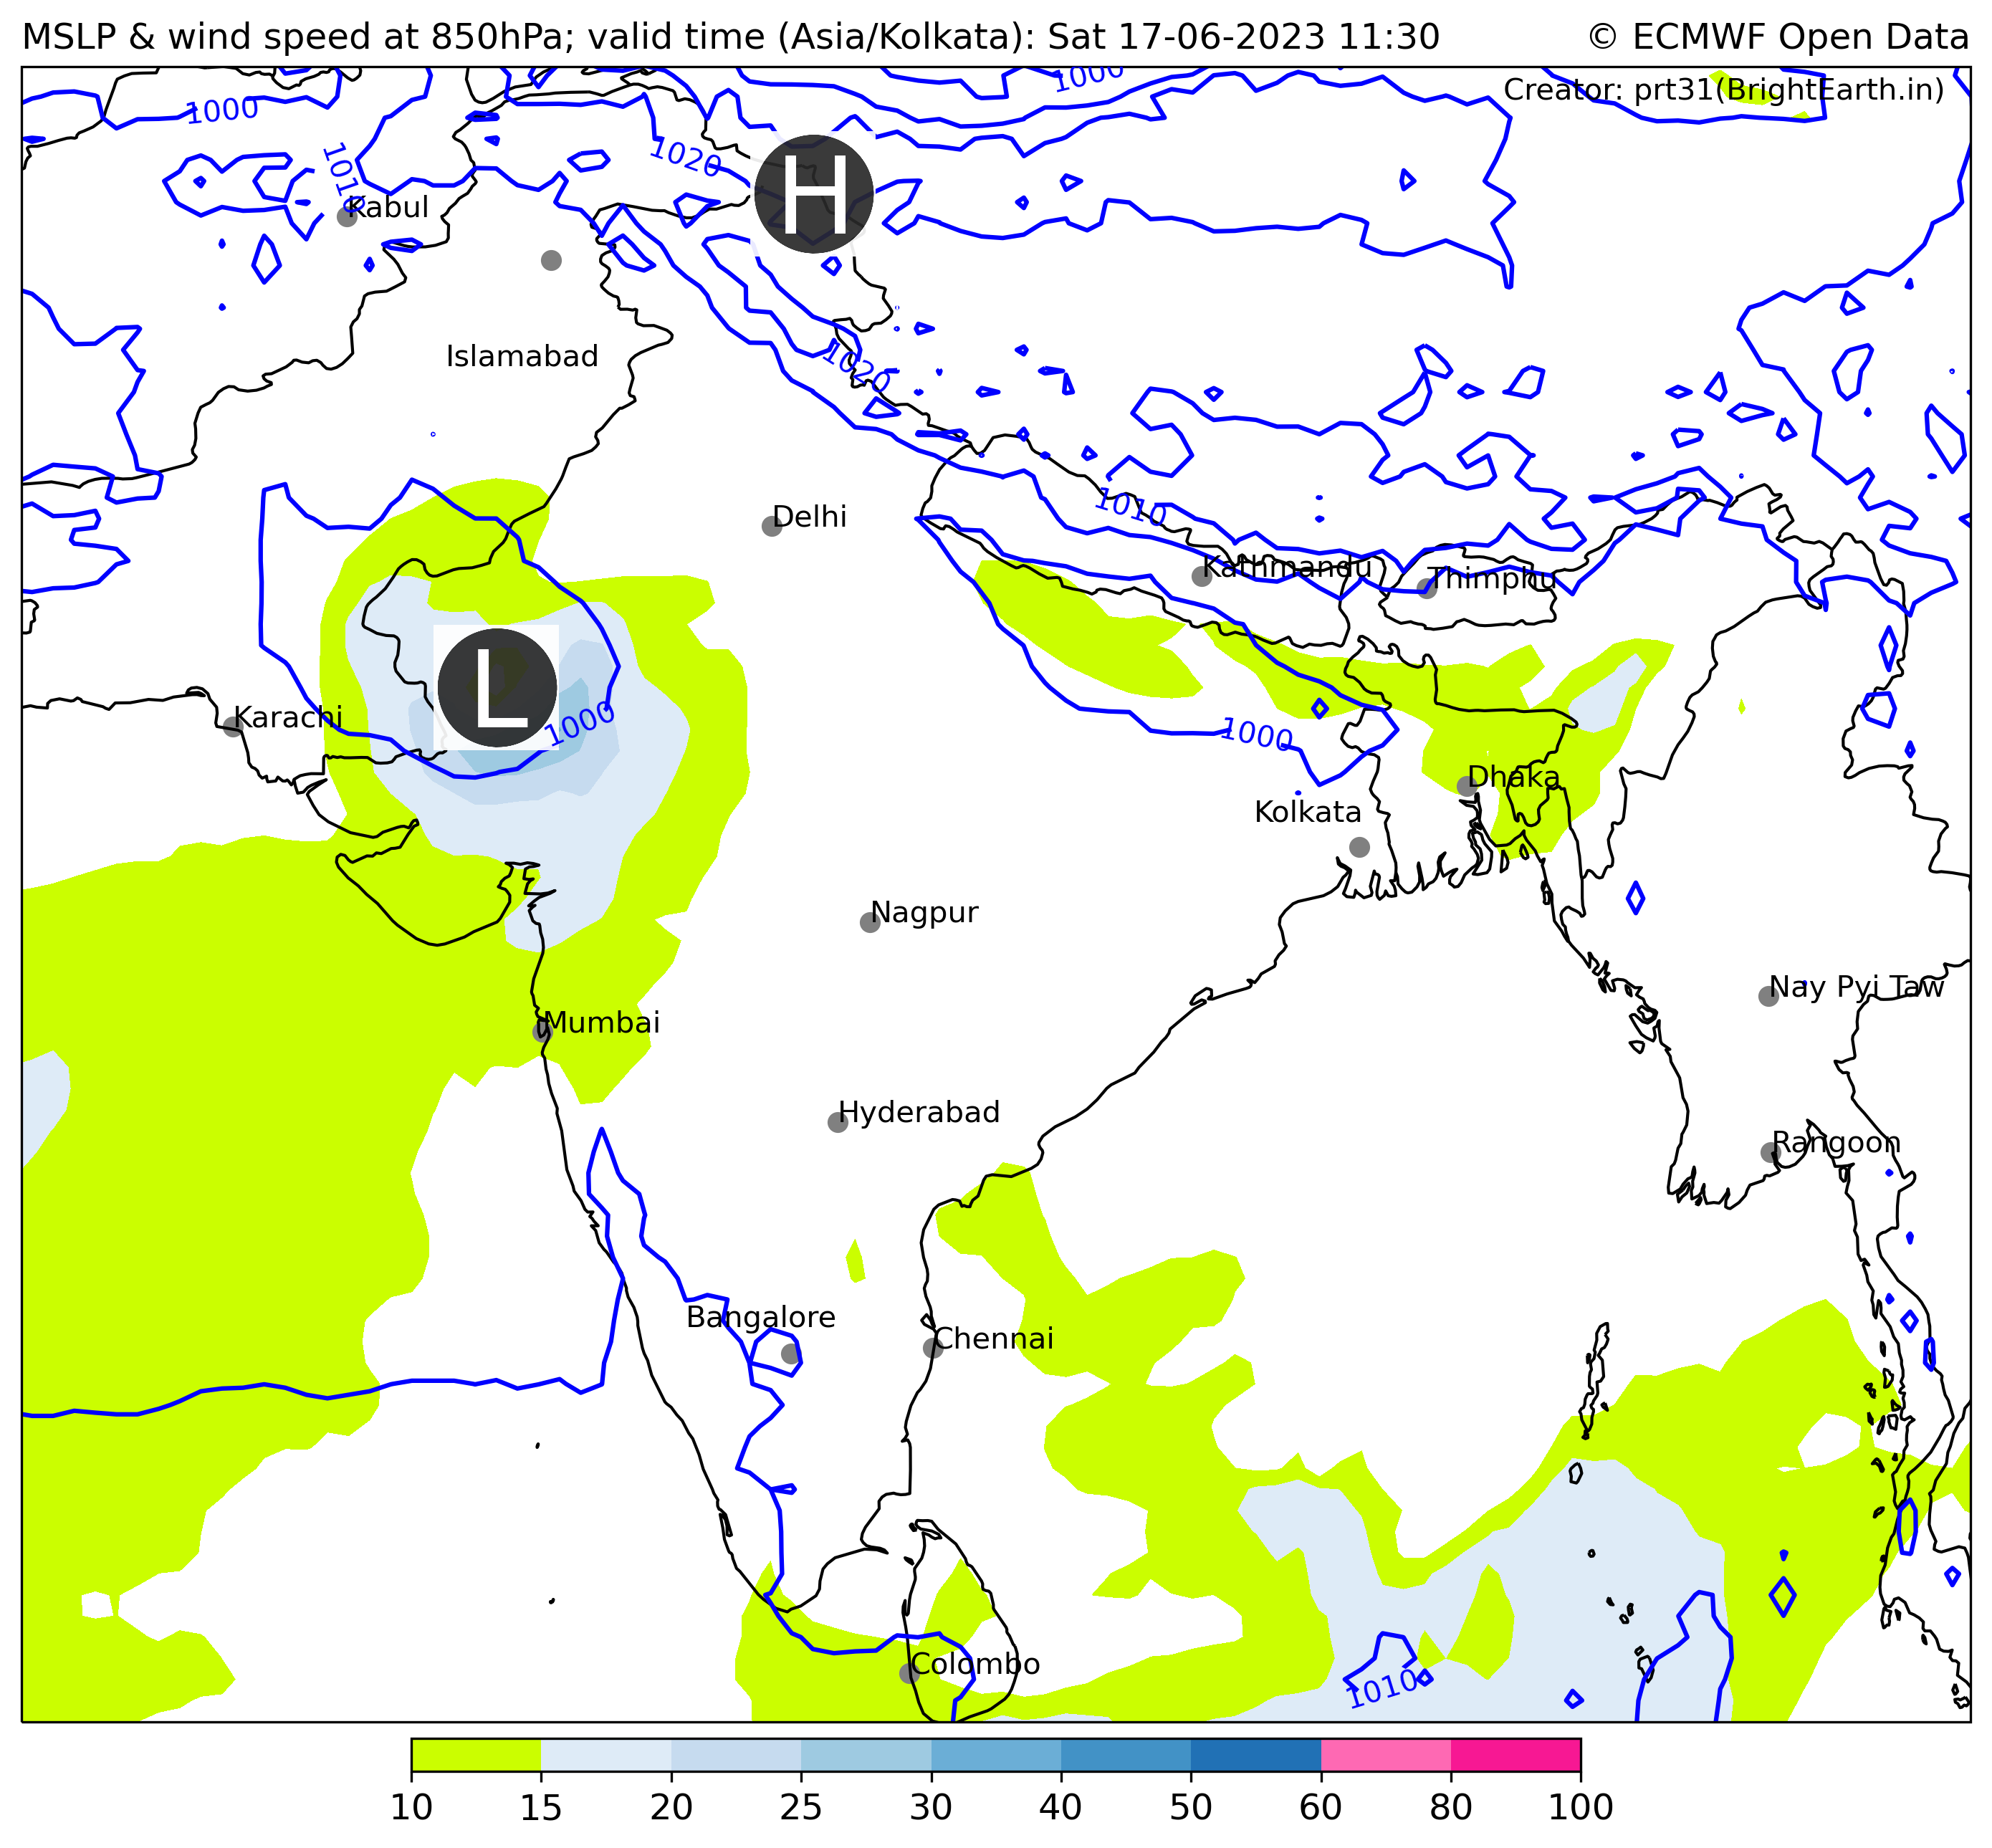 MSLP & wind speed at 850hPa; valid time (Asia/Kolkata): Sat 17-06-2023 11:30 © ECMWF Open Data
Creator: prt31(BrightEarth.in)
1000
1000
1020
1010
H
Kabul
Islamabad
1020
1010
Delhi
Kathmandu
Thimphu
L
Karachi
1000
1000
Dhaka
Kolkata
Nagpur
Nay Pyi Taw
Mumbai
Hyderabad
Rangoon
Bangalore
Chennai
Colombo
1010
10 15 20 25 30 40 50 60 80 100